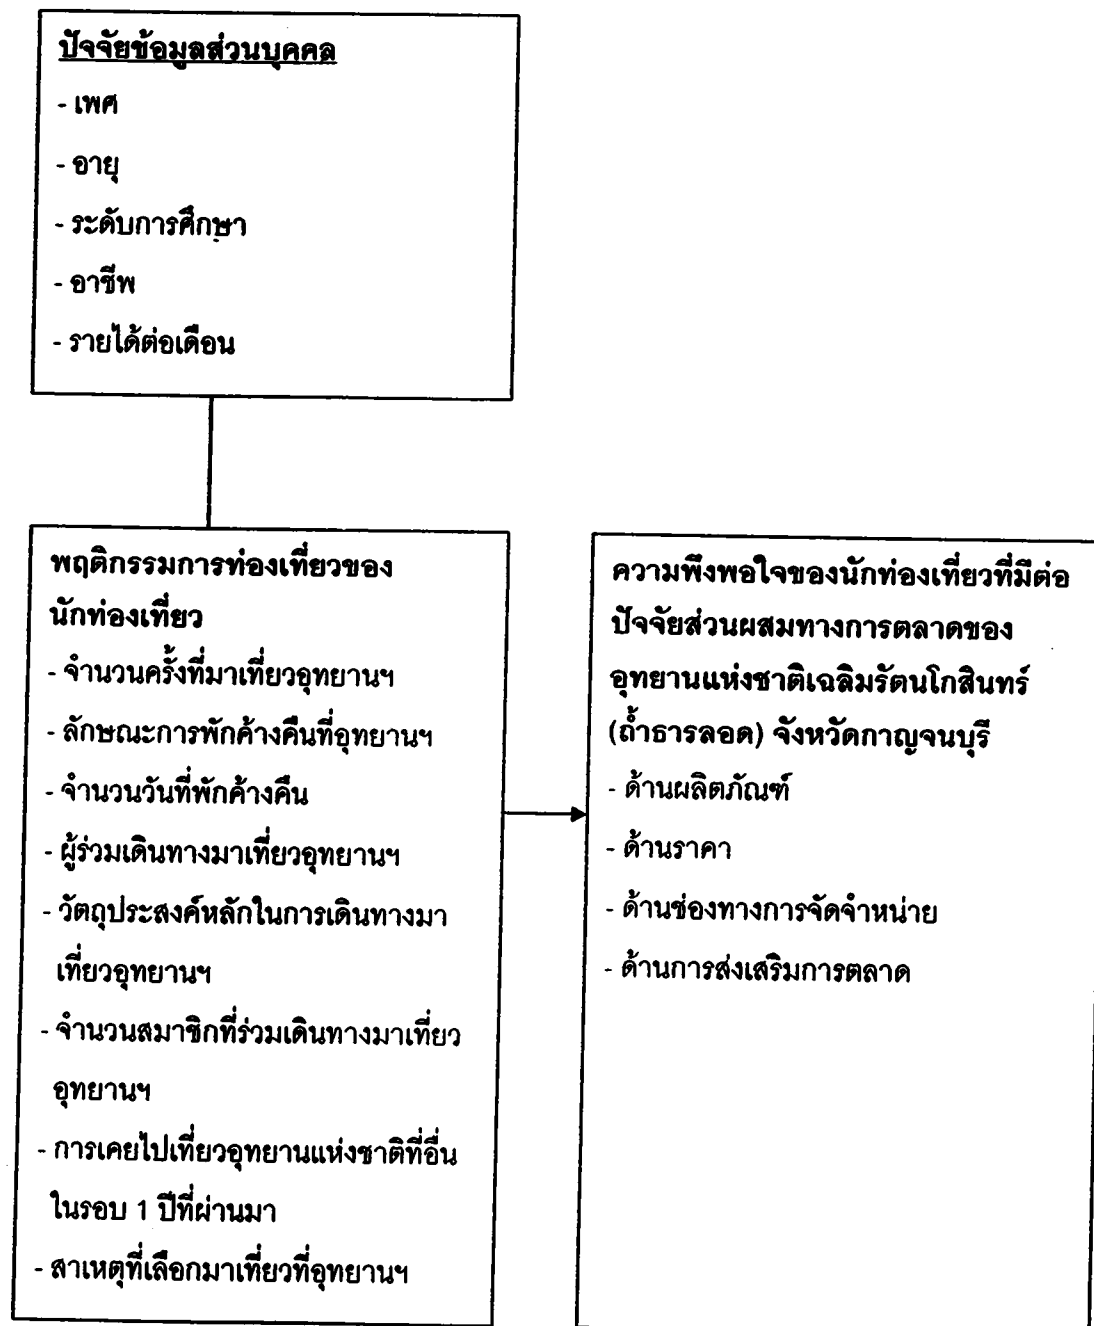 ปัจจัยข้อมูลส่วนบุคคล
- เพศ
- อายุ
- ระดับการศึกษา
- อาชีพ
- รายได้ต่อเดือน
พฤติกรรมการท่องเที่ยวของ
นักท่องเที่ยว
- จำนวนครั้งที่มาเที่ยวอุทยานฯ
- ลักษณะการพักค้างคืนที่อุทยานฯ
- จำนวนวันที่พักค้างคืน
- ผู้ร่วมเดินทางมาเที่ยวอุทยานฯ
- วัตถุประสงค์หลักในการเดินทางมา
เที่ยวอุทยานฯ
- จำนวนสมาชิกที่ร่วมเดินทางมาเที่ยว
อุทยานฯ
- การเคยไปเที่ยวอุทยานแห่งชาติที่อื่น
ในรอบ 1 ปีที่ผ่านมา
- สาเหตุที่เลือกมาเที่ยวที่อุทยานฯ
ความพึงพอใจของนักท่องเที่ยวที่มีต่อ
ปัจจัยส่วนผสมทางการตลาดของ
อุทยานแห่งชาติเฉลิมรัตนโกสินทร์
(ถ้ำธารลอด) จังหวัดกาญจนบุรี
- ด้านผลิตภัณฑ์
- ด้านราคา
- ด้านช่องทางการจัดจำหน่าย
- ด้านการส่งเสริมการตลาด